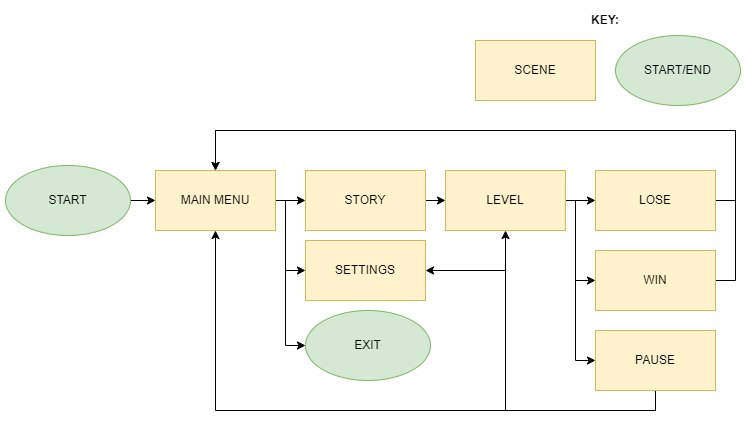 KEY:
SCENE
START/END
START
MAIN MENU
STORY
LEVEL
LOSE
SETTINGS
WIN
EXIT
PAUSE